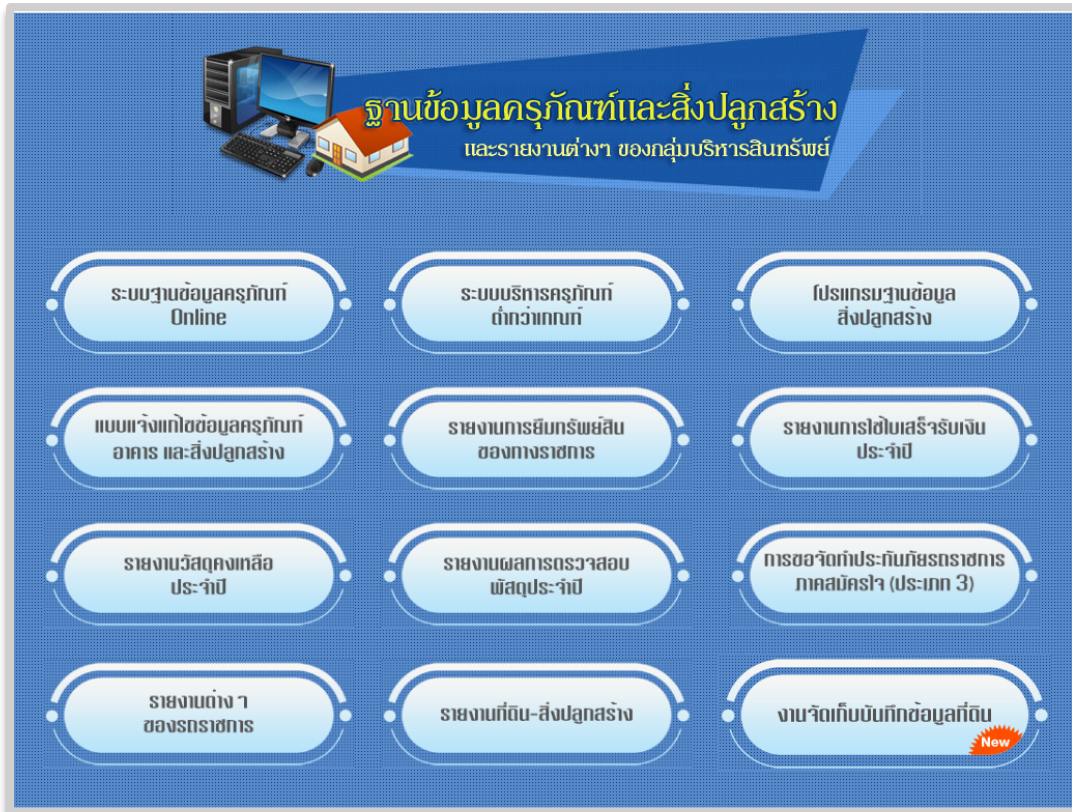 ฐานข้อมูลครุภัณฑ์และสิ่งปลูกสร้าง
และรายงานต่างๆ ของกลุ่มบริหารสินทรัพย์
ระบบฐานข้อมูลครุภัณฑ์
Online
ระบบบริหารครุภัณฑ์
ต่ำกว่าเกณฑ์
โปรแกรมฐานข้อมูล
สิ่งปลูกสร้าง
แบบแจ้งแก้ไขข้อมูลครุภัณฑ์
อาคาร และสิ่งปลูกสร้าง
รายงานการยืมทรัพย์สิน
ของทางราชการ
รายงานการใช้ใบเสร็จรับเงิน
ประจำปี
รายงานวัสดุคงเหลือ
ประจำปี
รายงานผลการตรวจสอบ
พัสดุประจำปี
การขอจัดทำประกันภัยรถราชการ
ภาคสมัครใจ (ประเภท 3)
รายงานต่าง ๆ
ของรถราชการ
รายงานที่ดิน-สิ่งปลูกสร้าง
งานจัดเก็บบันทึกข้อมูลที่ดิน
New